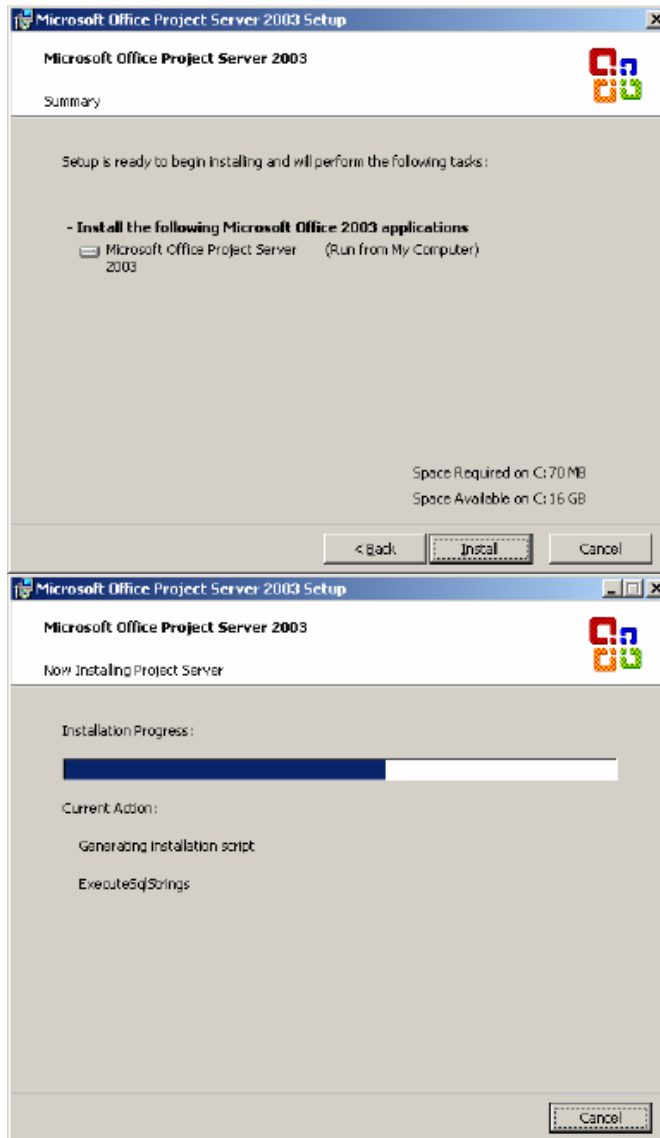 Microsoft Office Project Server 2003 Setup
Microsoft Office Project Server 2003
Summary
Setup is ready to begin installing and will perform the following tasks:
- Install the following Microsoft Office 2003 applications
Microsoft Office Project Server (Run from My Computer)
2003
Space Required on C: 70 MB
Space Available on C: 16 GB
< Back Install Cancel
Microsoft Office Project Server 2003 Setup
Microsoft Office Project Server 2003
Now Installing Project Server
Installation Progress:
Current Action:
Generating installation script
ExecuteSqlStrings
Cancel